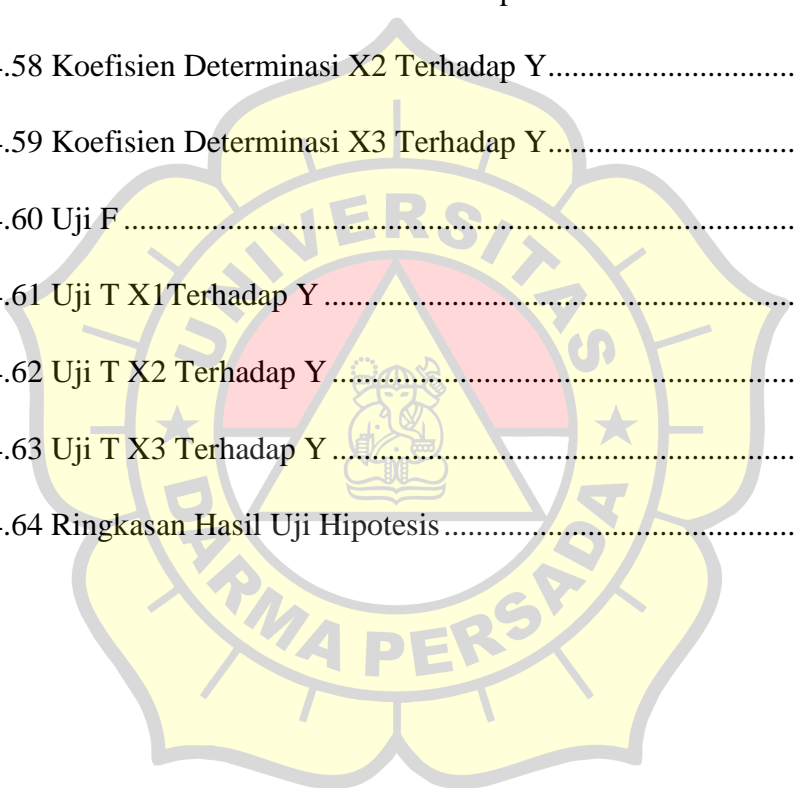 .58 Koefisien Determinasi X2 Terhadap Y..............................
.59 Koefisien Determinasi X3 Terhadap Y..............................
.60 Uji F................................................................................
.61 Uji T X1Terhadap Y........................................................
.62 Uji T X2 Terhadap Y.......................................................
.63 Uji T X3 Terhadap Y.......................................................
.64 Ringkasan Hasil Uji Hipotesis..........................................
UNIVERSITAS
DARMA PERSADA